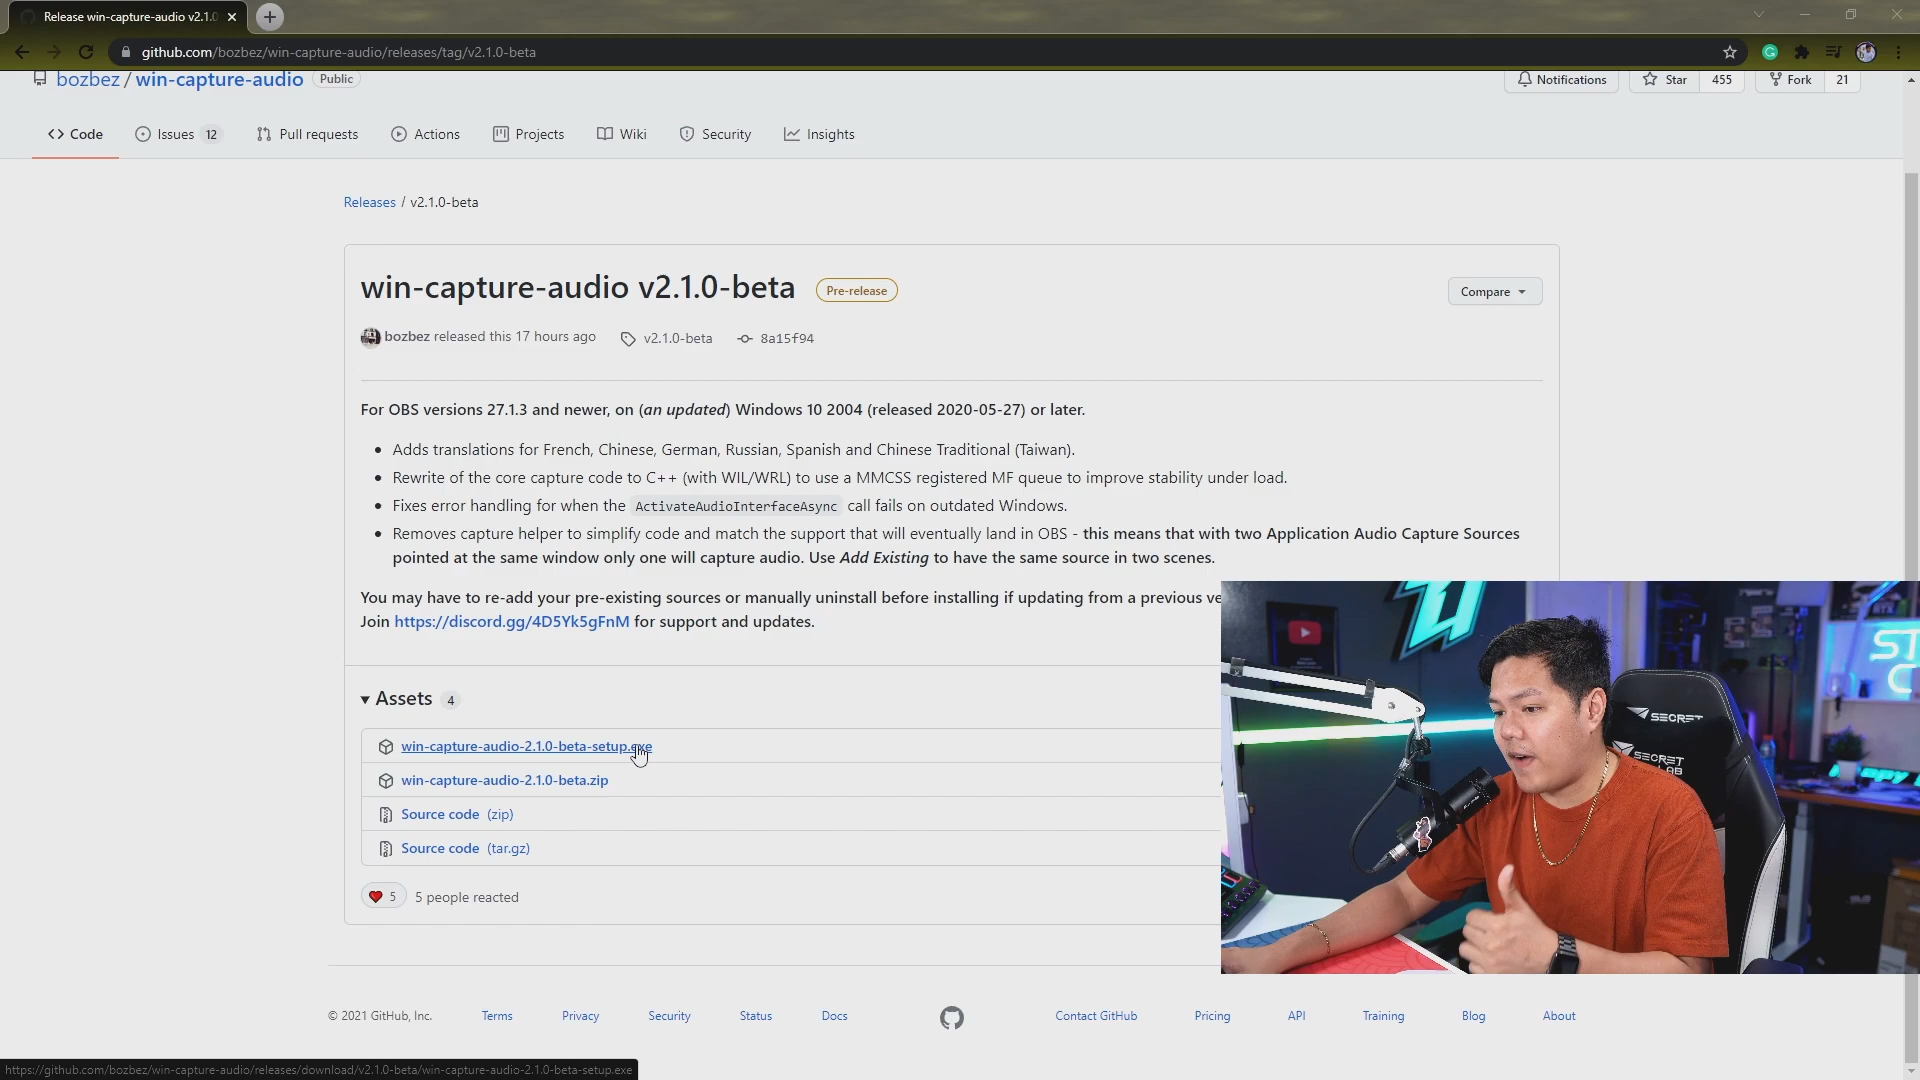 Release win-capture-audio v2.1.0
github.com/bozbez/win-capture-audio/releases/tag/v2.1.0-beta
bozbez / win-capture-audio Public
Notifications Star 455 Fork 21
Code Issues 12 Pull requests Actions Projects Wiki Security Insights
Releases / v2.1.0-beta
win-capture-audio v2.1.0-beta Pre-release
Compare
bozbez released this 17 hours ago v2.1.0-beta 8a15f94
For OBS versions 27.1.3 and newer, on (an updated) Windows 10 2004 (released 2020-05-27) or later.
• Adds translations for French, Chinese, German, Russian, Spanish and Chinese Traditional (Taiwan).
• Rewrite of the core capture code to C++ (with WIL/WRL) to use a MMCSS registered MF queue to improve stability under load.
• Fixes error handling for when the ActivateAudioInterfaceAsync call fails on outdated Windows.
• Removes capture helper to simplify code and match the support that will eventually land in OBS - this means that with two Application Audio Capture Sources
pointed at the same window only one will capture audio. Use Add Existing to have the same source in two scenes.
You may have to re-add your pre-existing sources or manually uninstall before installing if updating from a previous ve
Join https://discord.gg/4D5Yk5gFnM for support and updates.
Assets 4
win-capture-audio-2.1.0-beta-setup.exe
win-capture-audio-2.1.0-beta.zip
Source code (zip)
Source code (tar.gz)
5 5 people reacted
SECRET
SECRET
LAB
ST
C
© 2021 GitHub, Inc. Terms Privacy Security Status Docs Contact GitHub Pricing API Training Blog About
https://github.com/bozbez/win-capture-audio/releases/download/v2.1.0-beta/win-capture-audio-2.1.0-beta-setup.exe